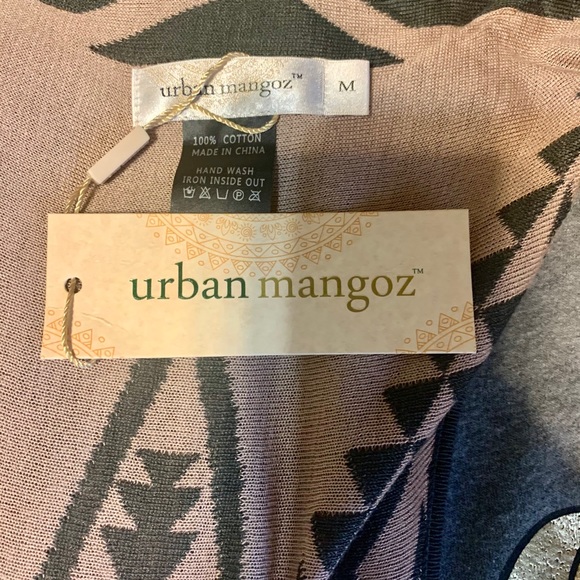 urban mangoz™
M
100% COTTON
MADE IN CHINA
HAND WASH
IRON INSIDE OUT
urban mangoz™